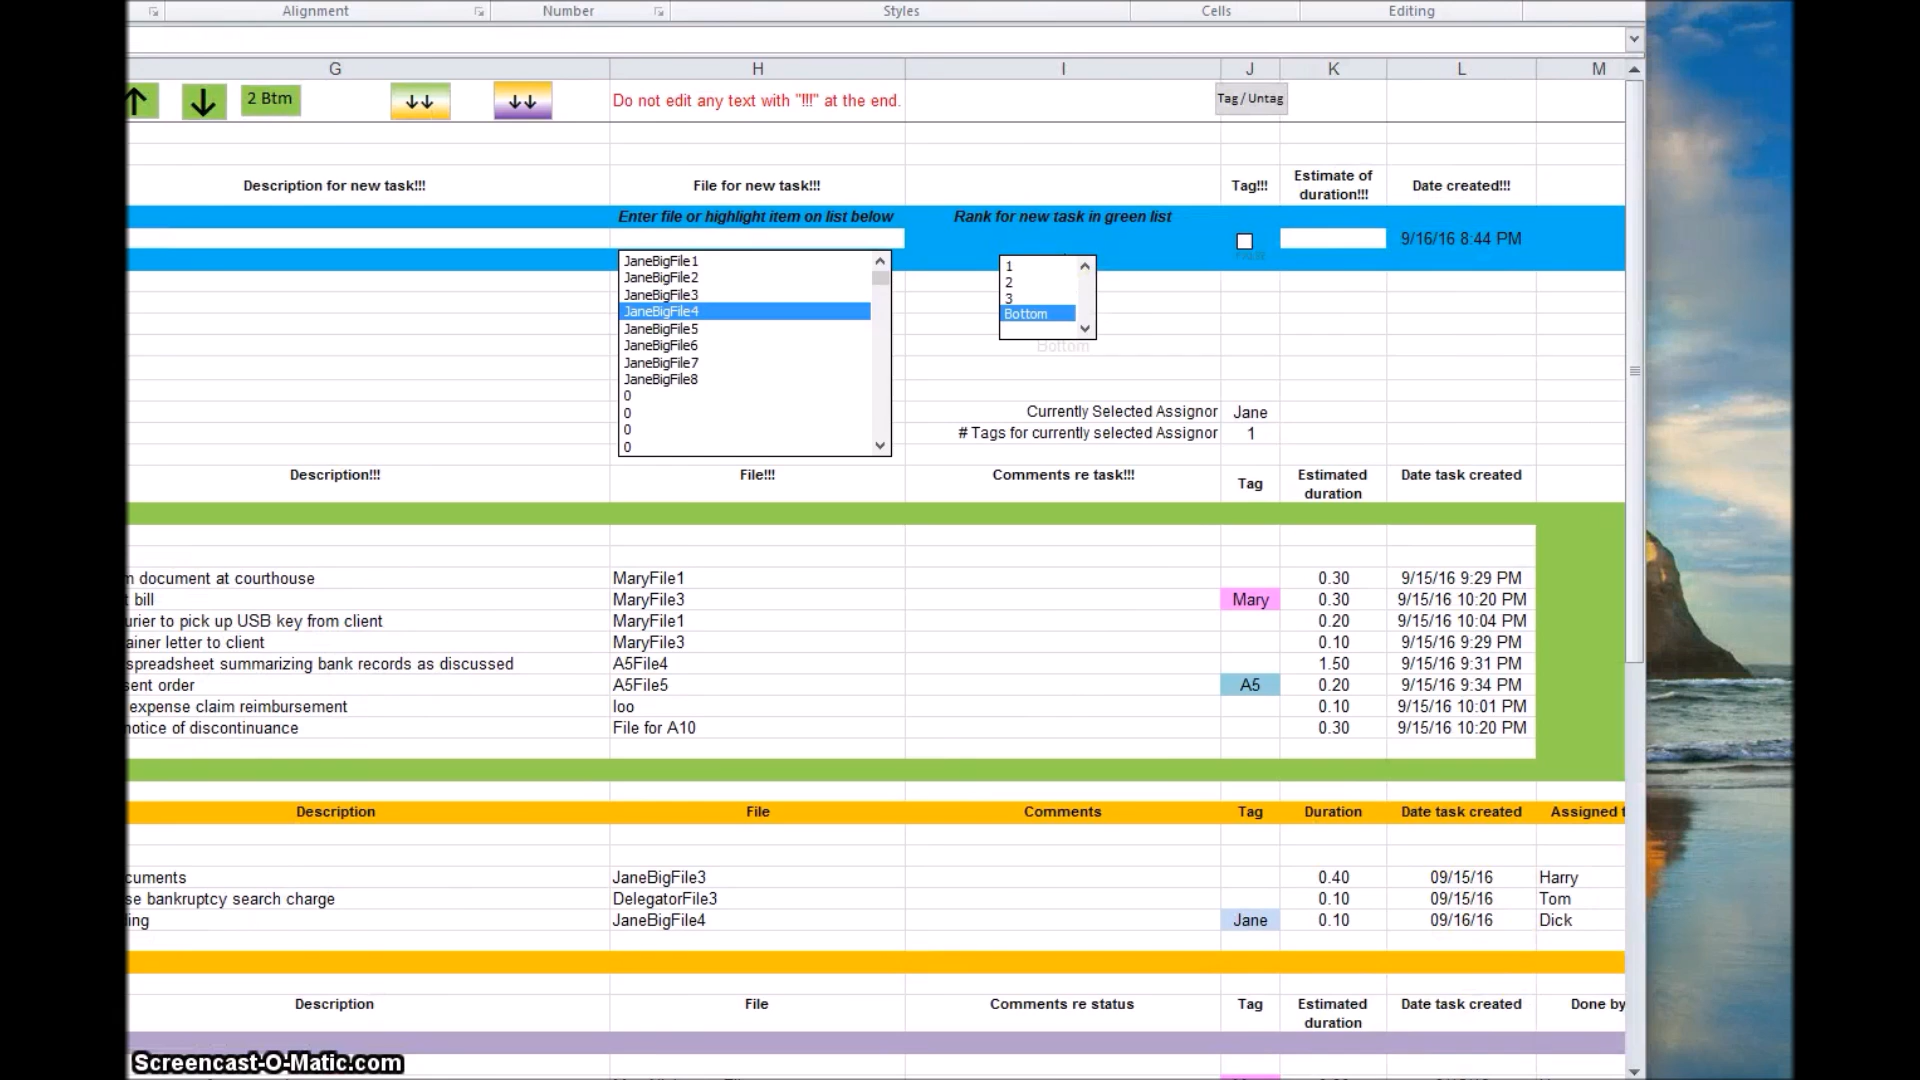 Alignment Number Styles Cells Editing
G H I J K L M
2 Btm Do not edit any text with "!!!" at the end. Tag / Untag
Description for new task!!! File for new task!!! Tag!!! Estimate of duration!!! Date created!!!
Enter file or highlight item on list below Rank for new task in green list
9/16/16 8:44 PM
FALSE
JaneBigFile1
JaneBigFile2
JaneBigFile3
JaneBigFile4
JaneBigFile5
JaneBigFile6
JaneBigFile7
JaneBigFile8
0
0
0
0
1
2
3
Bottom
Bottom
Currently Selected Assignor Jane
# Tags for currently selected Assignor 1
Description!!! File!!! Comments re task!!! Tag Estimated duration Date task created
document at courthouse MaryFile1 0.30 9/15/16 9:29 PM
bill MaryFile3 Mary 0.30 9/15/16 10:20 PM
urier to pick up USB key from client MaryFile1 0.20 9/15/16 10:04 PM
ainer letter to client MaryFile3 0.10 9/15/16 9:29 PM
spreadsheet summarizing bank records as discussed A5File4 1.50 9/15/16 9:31 PM
sent order A5File5 A5 0.20 9/15/16 9:34 PM
expense claim reimbursement loo 0.10 9/15/16 10:01 PM
notice of discontinuance File for A10 0.30 9/15/16 10:20 PM
Description File Comments Tag Duration Date task created Assigned t
cuments JaneBigFile3 0.40 09/15/16 Harry
se bankruptcy search charge DelegatorFile3 0.10 09/15/16 Tom
ling JaneBigFile4 Jane 0.10 09/16/16 Dick
Description File Comments re status Tag Estimated duration Date task created Done by
Screencast-O-Matic.com